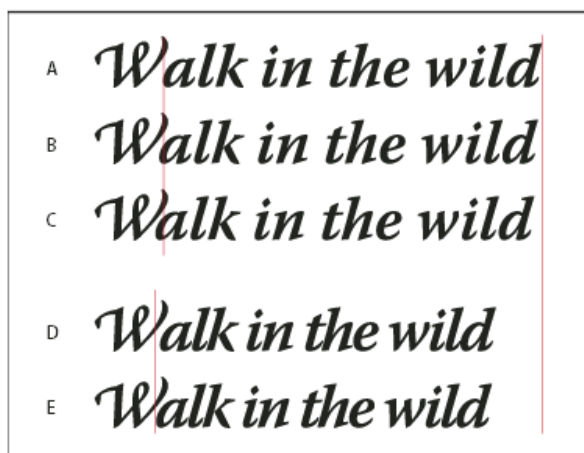 A Walk in the wild
B Walk in the wild
C Walk in the wild
D Walk in the wild
E Walk in the wild